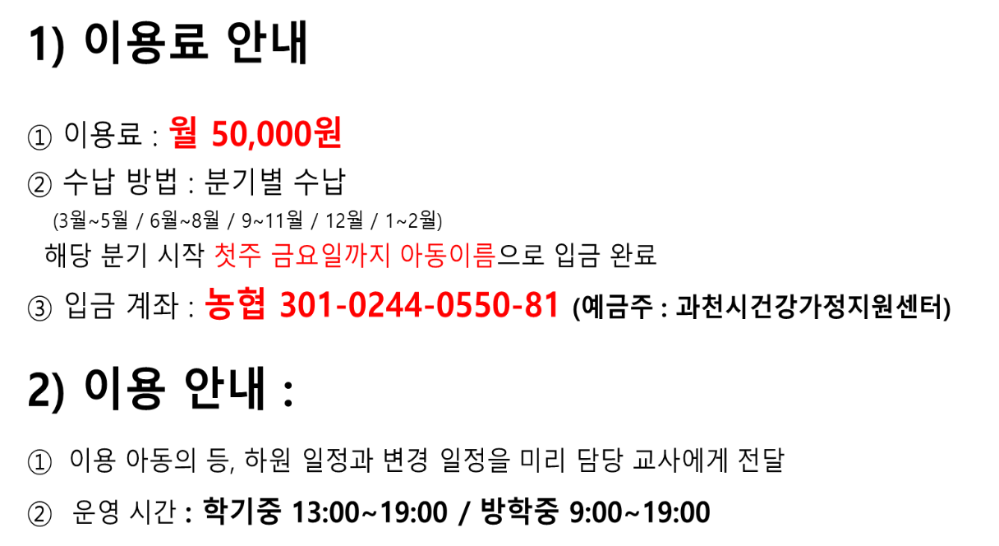 1) 이용료 안내
① 이용료 : 월 50,000원
② 수납 방법 : 분기별 수납
(3월~5월 / 6월~8월 / 9~11월 / 12월 / 1~2월)
해당 분기 시작 첫주 금요일까지 아동이름으로 입금 완료
③ 입금 계좌 : 농협 301-0244-0550-81 (예금주 : 과천시건강가정지원센터)
2) 이용 안내 :
① 이용 아동의 등, 하원 일정과 변경 일정을 미리 담당 교사에게 전달
② 운영 시간 : 학기중 13:00~19:00 / 방학중 9:00~19:00